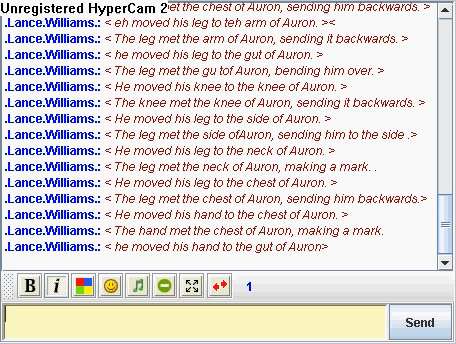 Unregistered HyperCam 2 et the chest of Auron, sending him backwards. >
.Lance.Williams.: < eh moved his leg to teh arm of Auron. ><
.Lance.Williams.: < The leg met the arm of Auron, sending it backwards. >
.Lance.Williams.: < he moved his leg to the gut of Auron. >
.Lance.Williams.: < The leg met the gu tof Auron, bending him over. >
.Lance.Williams.: < He moved his knee to the knee of Auron. >
.Lance.Williams.: < The knee met the knee of Auron, sending it backwards. >
.Lance.Williams.: < He moved his leg to the side of Auron. >
.Lance.Williams.: < The leg met the side ofAuron, sending him to the side .>
.Lance.Williams.: < He moved his leg to the neck of Auron. >
.Lance.Williams.: < The leg met the neck of Auron, making a mark. .
.Lance.Williams.: < He moved his leg to the chest of Auron. >
.Lance.Williams.: < The leg met the chest of Auron, sending him backwards.>
.Lance.Williams.: < He moved his hand to the chest of Auron. >
.Lance.Williams.: < The hand met the chest of Auron, making a mark.
.Lance.Williams.: < he moved his hand to the gut of Auron>
B i 1
Send